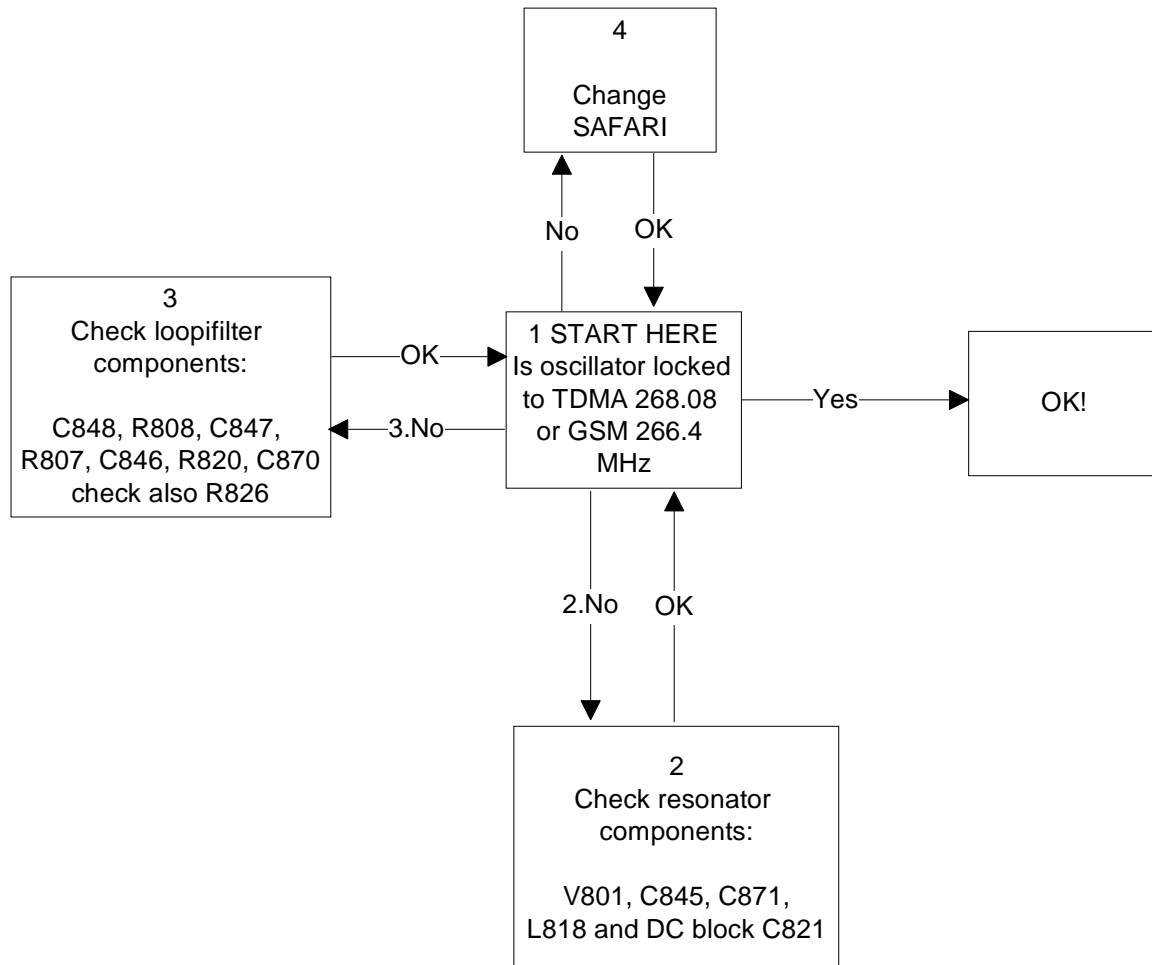 4
Change
SAFARI
No
OK
3
Check loopifilter
components:
C848, R808, C847,
R807, C846, R820, C870
check also R826
OK
3.No
1 START HERE
Is oscillator locked
to TDMA 268.08
or GSM 266.4
MHz
Yes
OK!
2.No
OK
2
Check resonator
components:
V801, C845, C871,
L818 and DC block C821